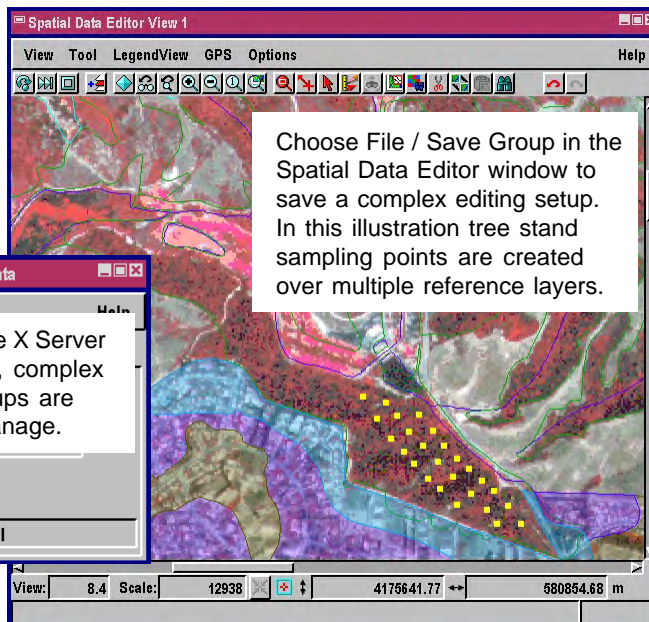 Spatial Data Editor View 1
View Tool LegendView GPS Options Help
Choose File / Save Group in the
Spatial Data Editor window to
save a complex editing setup.
In this illustration tree stand
sampling points are created
over multiple reference layers.
ata
Help
e X Server
, complex
ups are
anage.
l
View: 8.4 Scale: 12938 4175641.77 580854.68 m